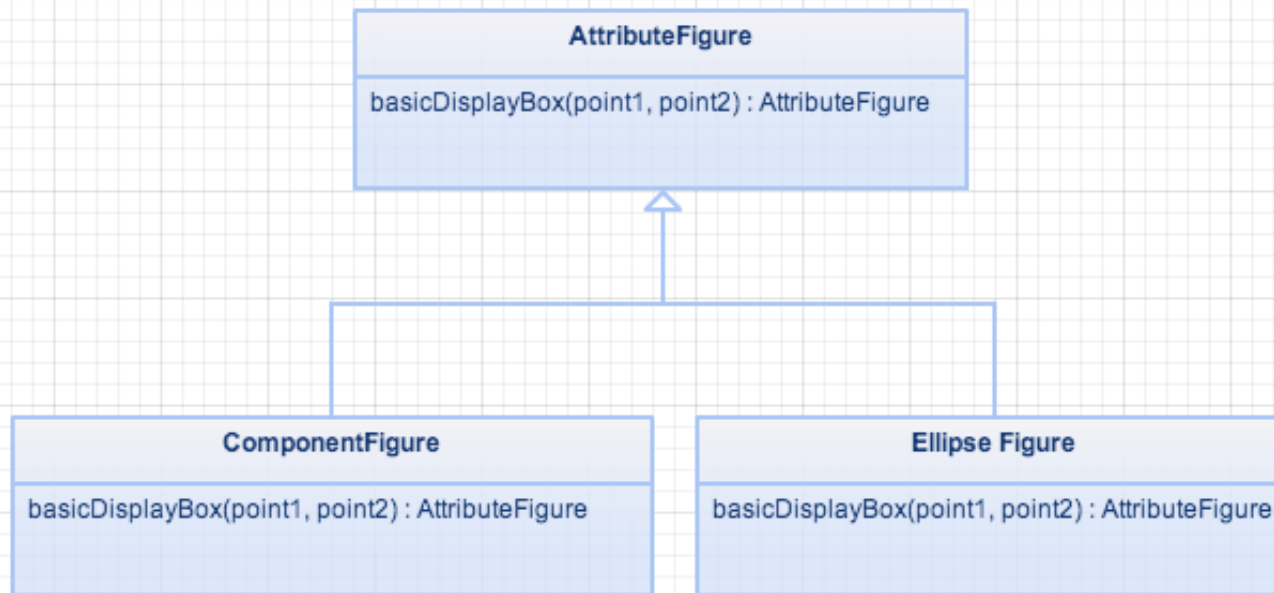 AttributeFigure
basicDisplayBox(point1, point2) : AttributeFigure
ComponentFigure
basicDisplayBox(point1, point2) : AttributeFigure
Ellipse Figure
basicDisplayBox(point1, point2) : AttributeFigure